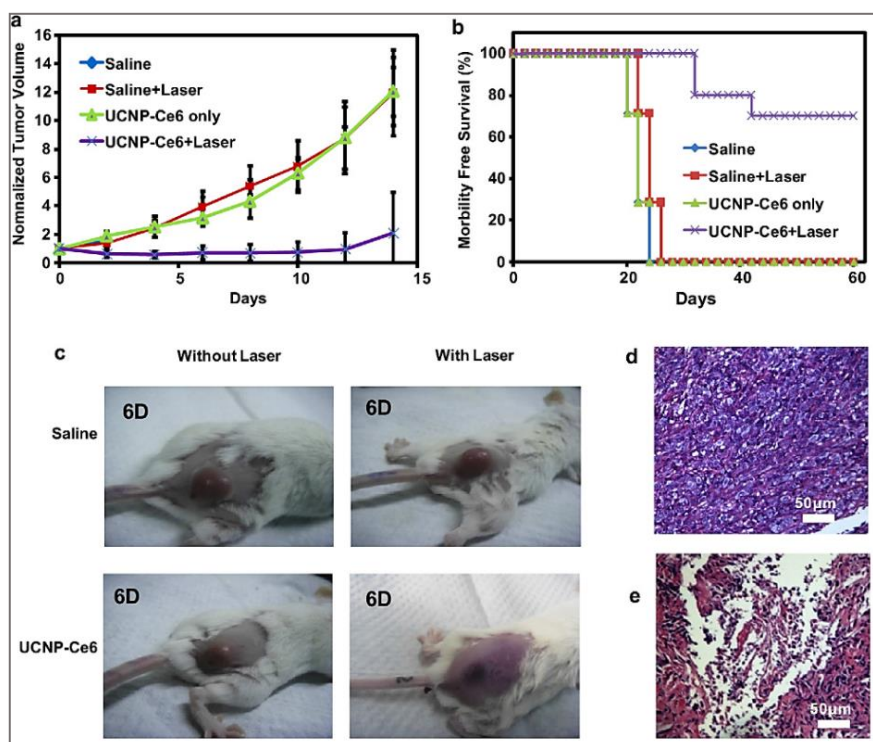 a
Nomnalized Tumor Volume
16
14
12
10
8
6
4
2
0
Saline
Saline+Laser
UCNP-Ce6 only
UCNP-Ce6+Laser
0 5 10 15
Days
b
Morbility Free Survival (%)
100
80
60
40
20
0
Saline
Saline+Laser
UCNP-Ce6 only
UCNP-Ce6+Laser
0 20 40 60
Days
c
Without Laser With Laser
Saline
6D 6D
UCNP-Ce6
6D 6D
d
50μm
e
50μm